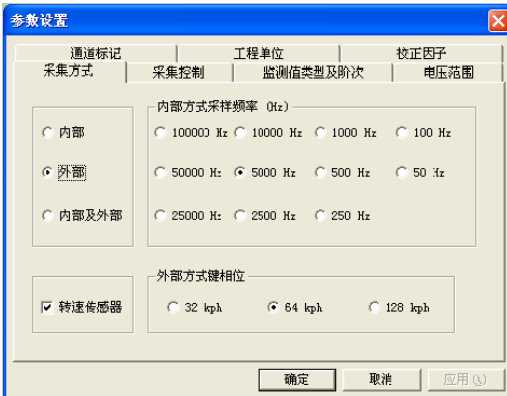 参数设置
通道标记 工程单位 校正因子
采集方式 采集控制 监测值类型及阶次 电压范围
内部方式采样频率 (Hz)
内部 100000 Hz 10000 Hz 1000 Hz 100 Hz
外部 50000 Hz 5000 Hz 500 Hz 50 Hz
内部及外部 25000 Hz 2500 Hz 250 Hz
外部方式键相位
转速传感器 32 kph 64 kph 128 kph
确定 取消 应用(A)